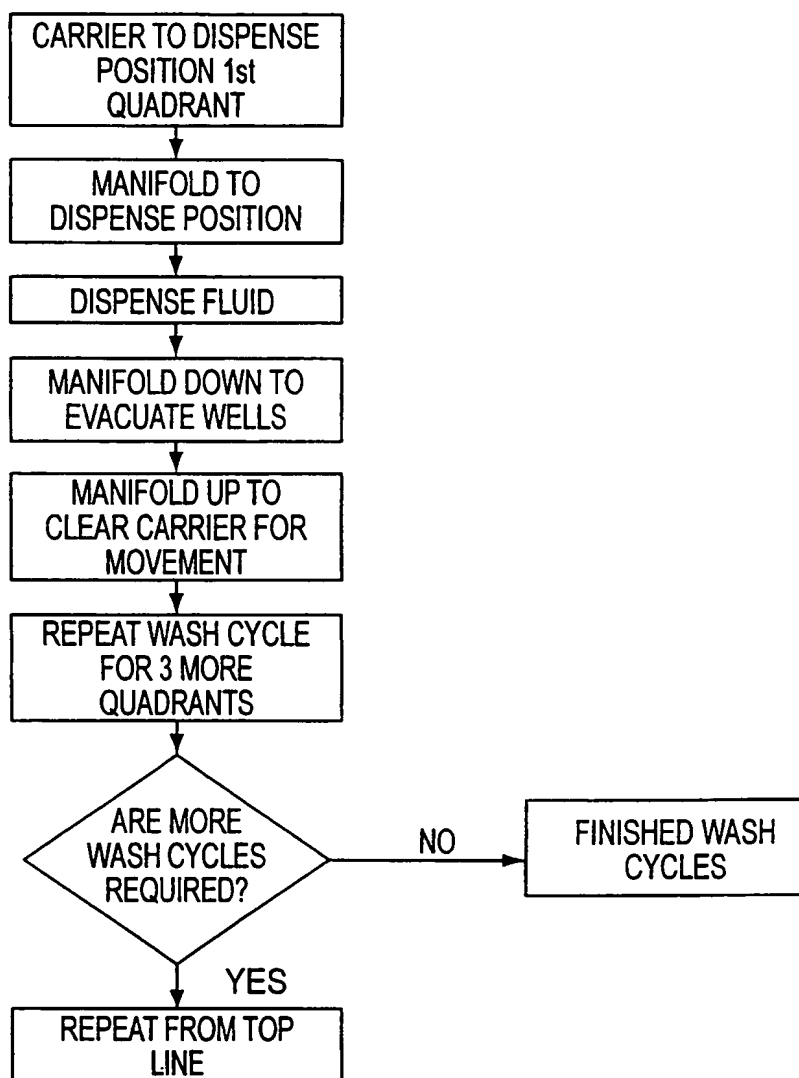 CARRIER TO DISPENSE
POSITION 1st
QUADRANT
MANIFOLD TO
DISPENSE POSITION
DISPENSE FLUID
MANIFOLD DOWN TO
EVACUATE WELLS
MANIFOLD UP TO
CLEAR CARRIER FOR
MOVEMENT
REPEAT WASH CYCLE
FOR 3 MORE
QUADRANTS
ARE MORE
WASH CYCLES
REQUIRED?
NO
FINISHED WASH
CYCLES
YES
REPEAT FROM TOP
LINE